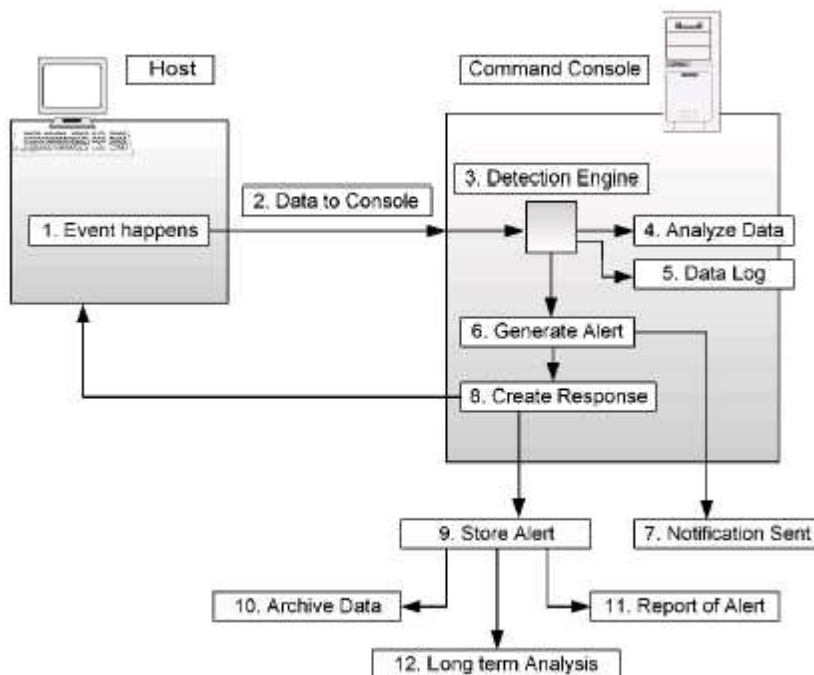 Host
Command Console
3. Detection Engine
2. Data to Console
1. Event happens
4. Analyze Data
5. Data Log
6. Generate Alert
8. Create Response
9. Store Alert
7. Notification Sent
10. Archive Data
11. Report of Alert
12. Long term Analysis